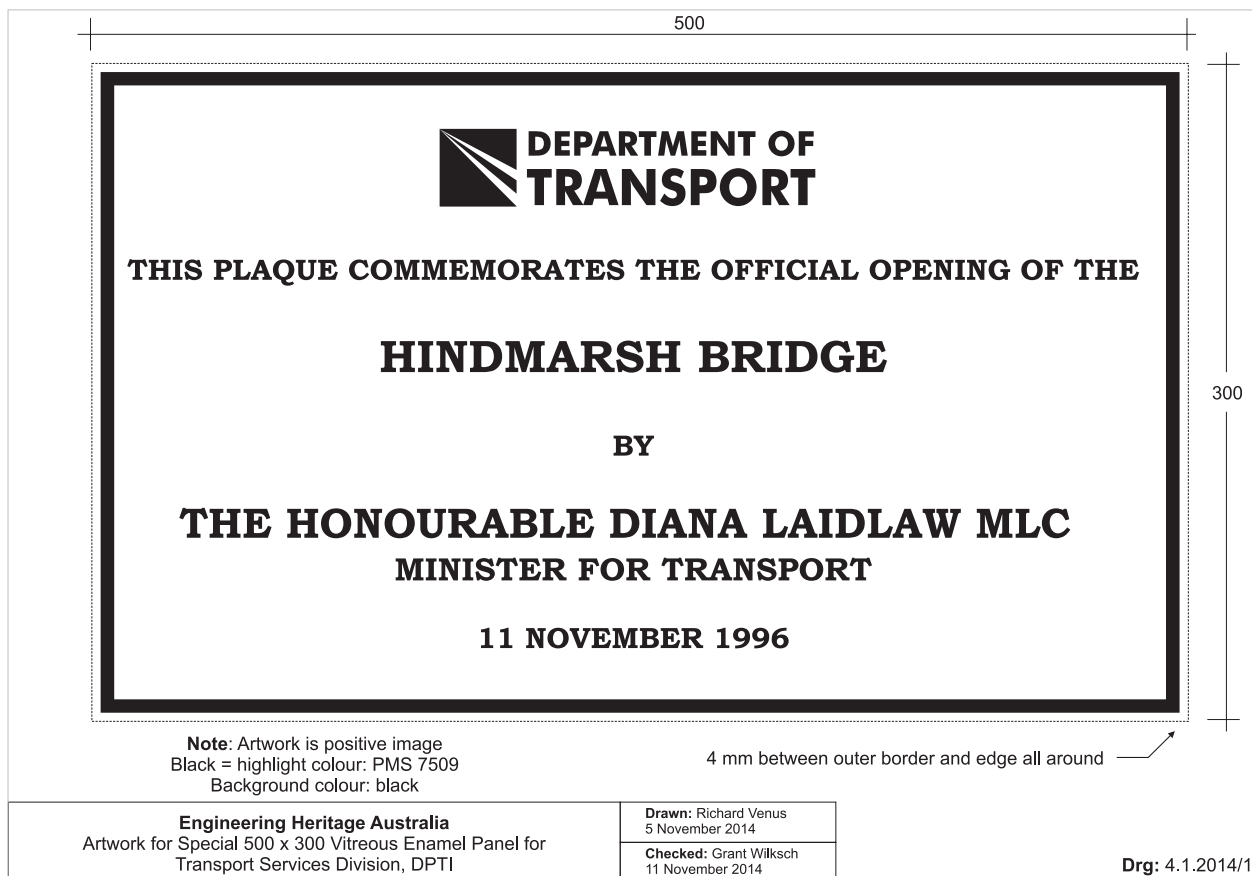 500
DEPARTMENT OF
TRANSPORT
THIS PLAQUE COMMEMORATES THE OFFICIAL OPENING OF THE
HINDMARSH BRIDGE
300
BY
THE HONOURABLE DIANA LAIDLAW MLC
MINISTER FOR TRANSPORT
11 NOVEMBER 1996
Note: Artwork is positive image
Black = highlight colour: PMS 7509
Background colour: black
4 mm between outer border and edge all around
Engineering Heritage Australia
Artwork for Special 500 x 300 Vitreous Enamel Panel for
Transport Services Division, DPTI
Drawn: Richard Venus
5 November 2014
Checked: Grant Wilksch
11 November 2014
Drg: 4.1.2014/1